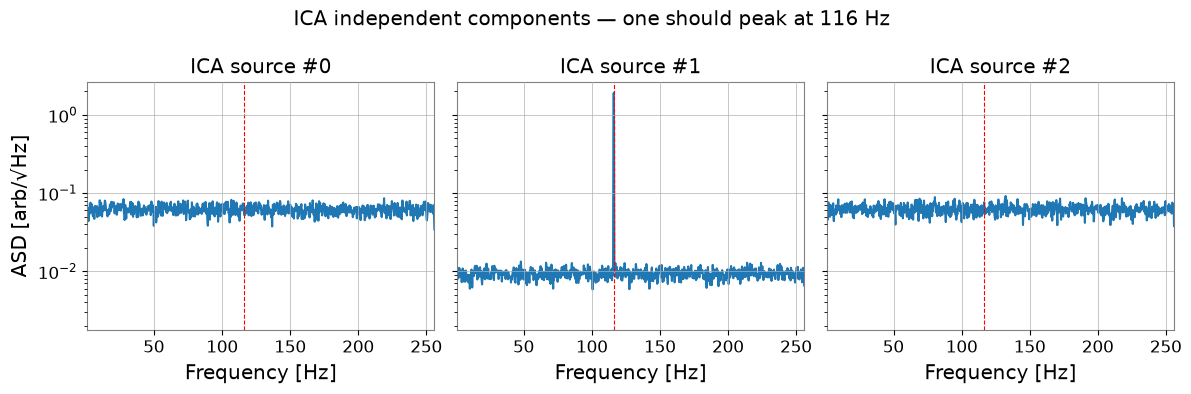 ICA independent components — one should peak at 116 Hz
ICA source #0
ICA source #1
ICA source #2
ASD [arb/√Hz]
10⁰
10⁻¹
10⁻²
50 100 150 200 250
50 100 150 200 250
50 100 150 200 250
Frequency [Hz]
Frequency [Hz]
Frequency [Hz]